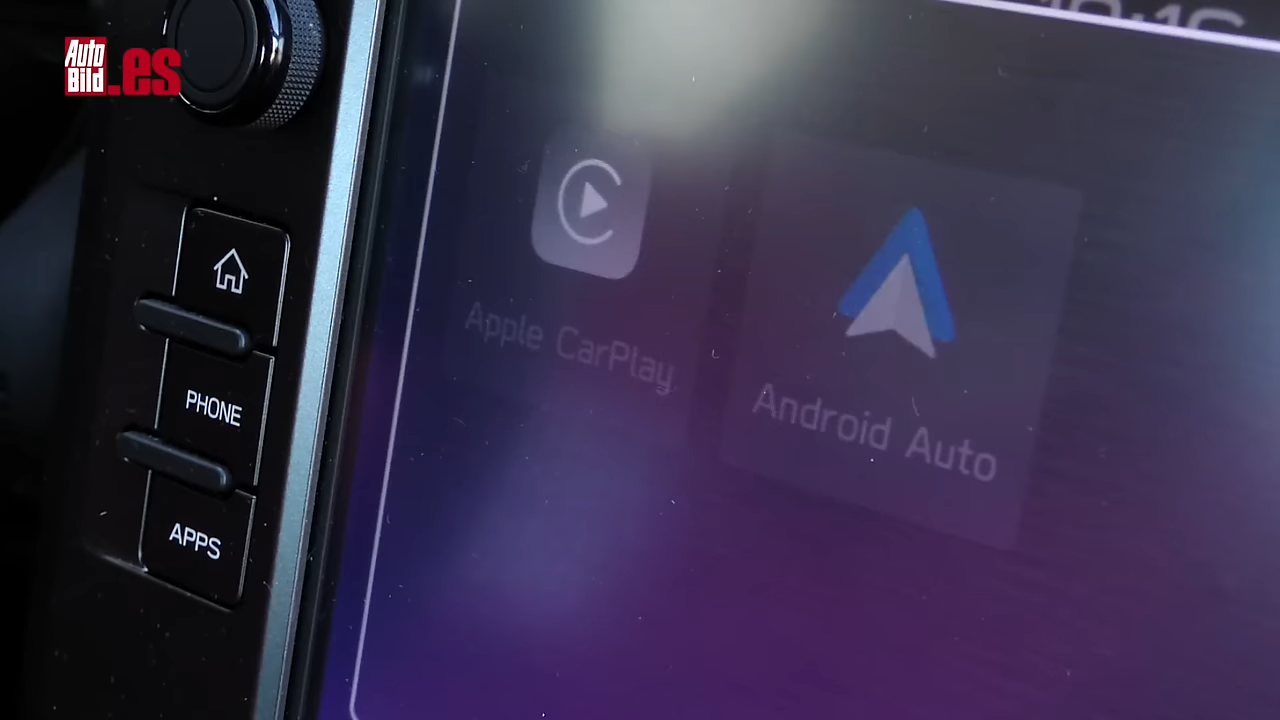 Auto
Bild
.es
PHONE
APPS
Apple CarPlay
Android Auto